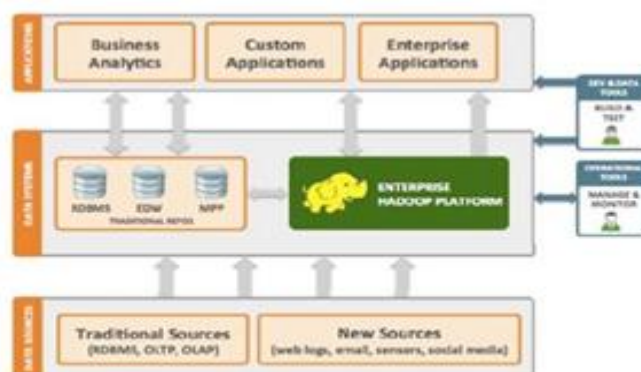 APPLICATIONS
Business
Analytics
Custom
Applications
Enterprise
Applications
DEV & DATA
TOOLS
BUILD &
TEST
DATA SYSTEMS
RDBMS
EDW
MPP
TRADITIONAL REPOS
ENTERPRISE
HADOOP PLATFORM
OPERATIONAL
TOOLS
MANAGE &
MONITOR
DATA SOURCES
Traditional Sources
(RDBMS, OLTP, OLAP)
New Sources
(web logs, email, sensors, social media)